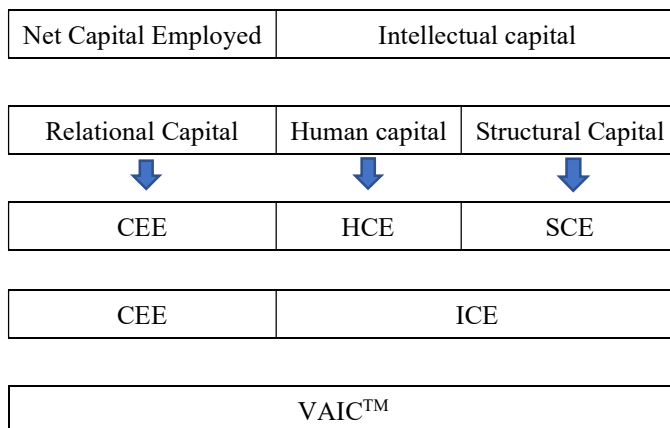 Net Capital Employed Intellectual capital
Relational Capital Human capital Structural Capital
CEE HCE SCE
CEE ICE
VAIC™